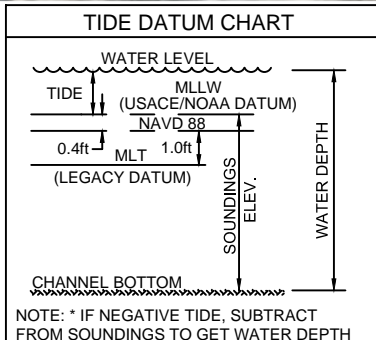 TIDE DATUM CHART
WATER LEVEL
TIDE
MLLW
(USACE/NOAA DATUM)
NAVD 88
0.4ft
MLT
1.0ft
(LEGACY DATUM)
SOUNDINGS
ELEV.
WATER DEPTH
CHANNEL BOTTOM
NOTE: * IF NEGATIVE TIDE, SUBTRACT
FROM SOUNDINGS TO GET WATER DEPTH